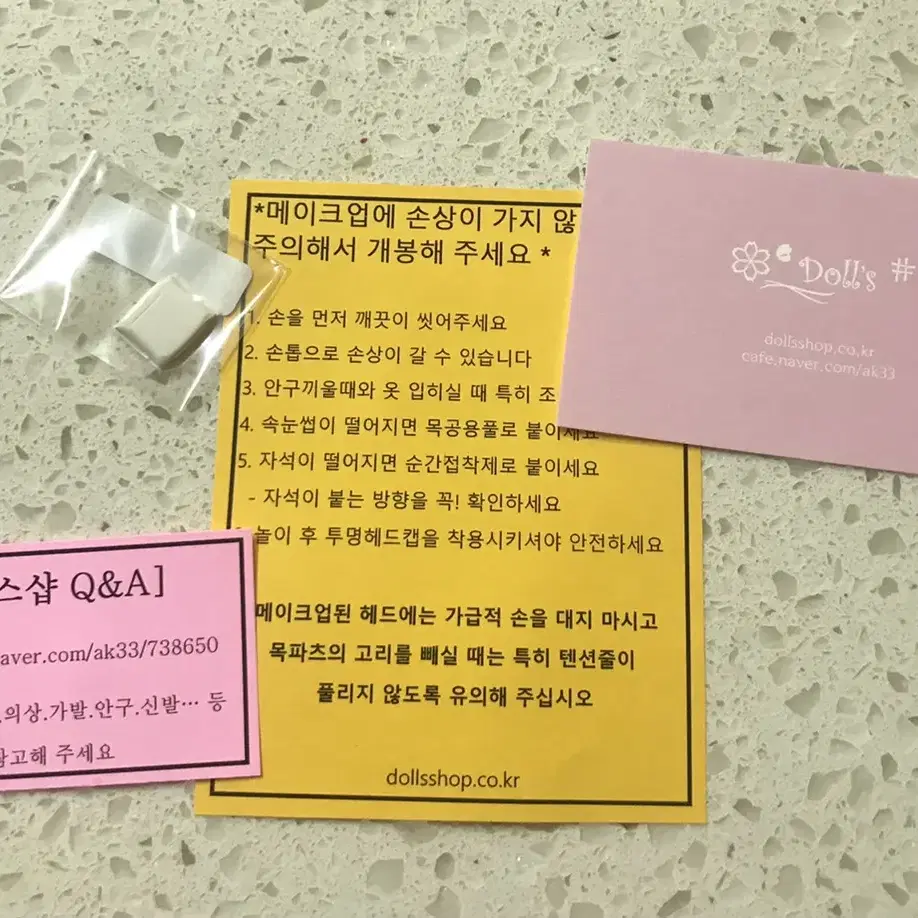 *메이크업에 손상이 가지 않
주의해서 개봉해 주세요 *
1. 손을 먼저 깨끗이 씻어주세요
2. 손톱으로 손상이 갈 수 있습니다
3. 안구끼울때와 옷 입히실 때 특히 조
4. 속눈썹이 떨어지면 목공용풀로 붙이세요
5. 자석이 떨어지면 순간접착제로 붙이세요
- 자석이 붙는 방향을 꼭! 확인하세요
놀이 후 투명헤드캡을 착용시키셔야 안전하세요
메이크업된 헤드에는 가급적 손을 대지 마시고
목파츠의 고리를 빼실 때는 특히 텐션줄이
풀리지 않도록 유의해 주십시오
dollsshop.co.kr
Doll's #
dollsshop.co.kr
cafe.naver.com/ak33
스샵 Q&A]
aver.com/ak33/738650
.의상.가발.안구.신발… 등
참고해 주세요